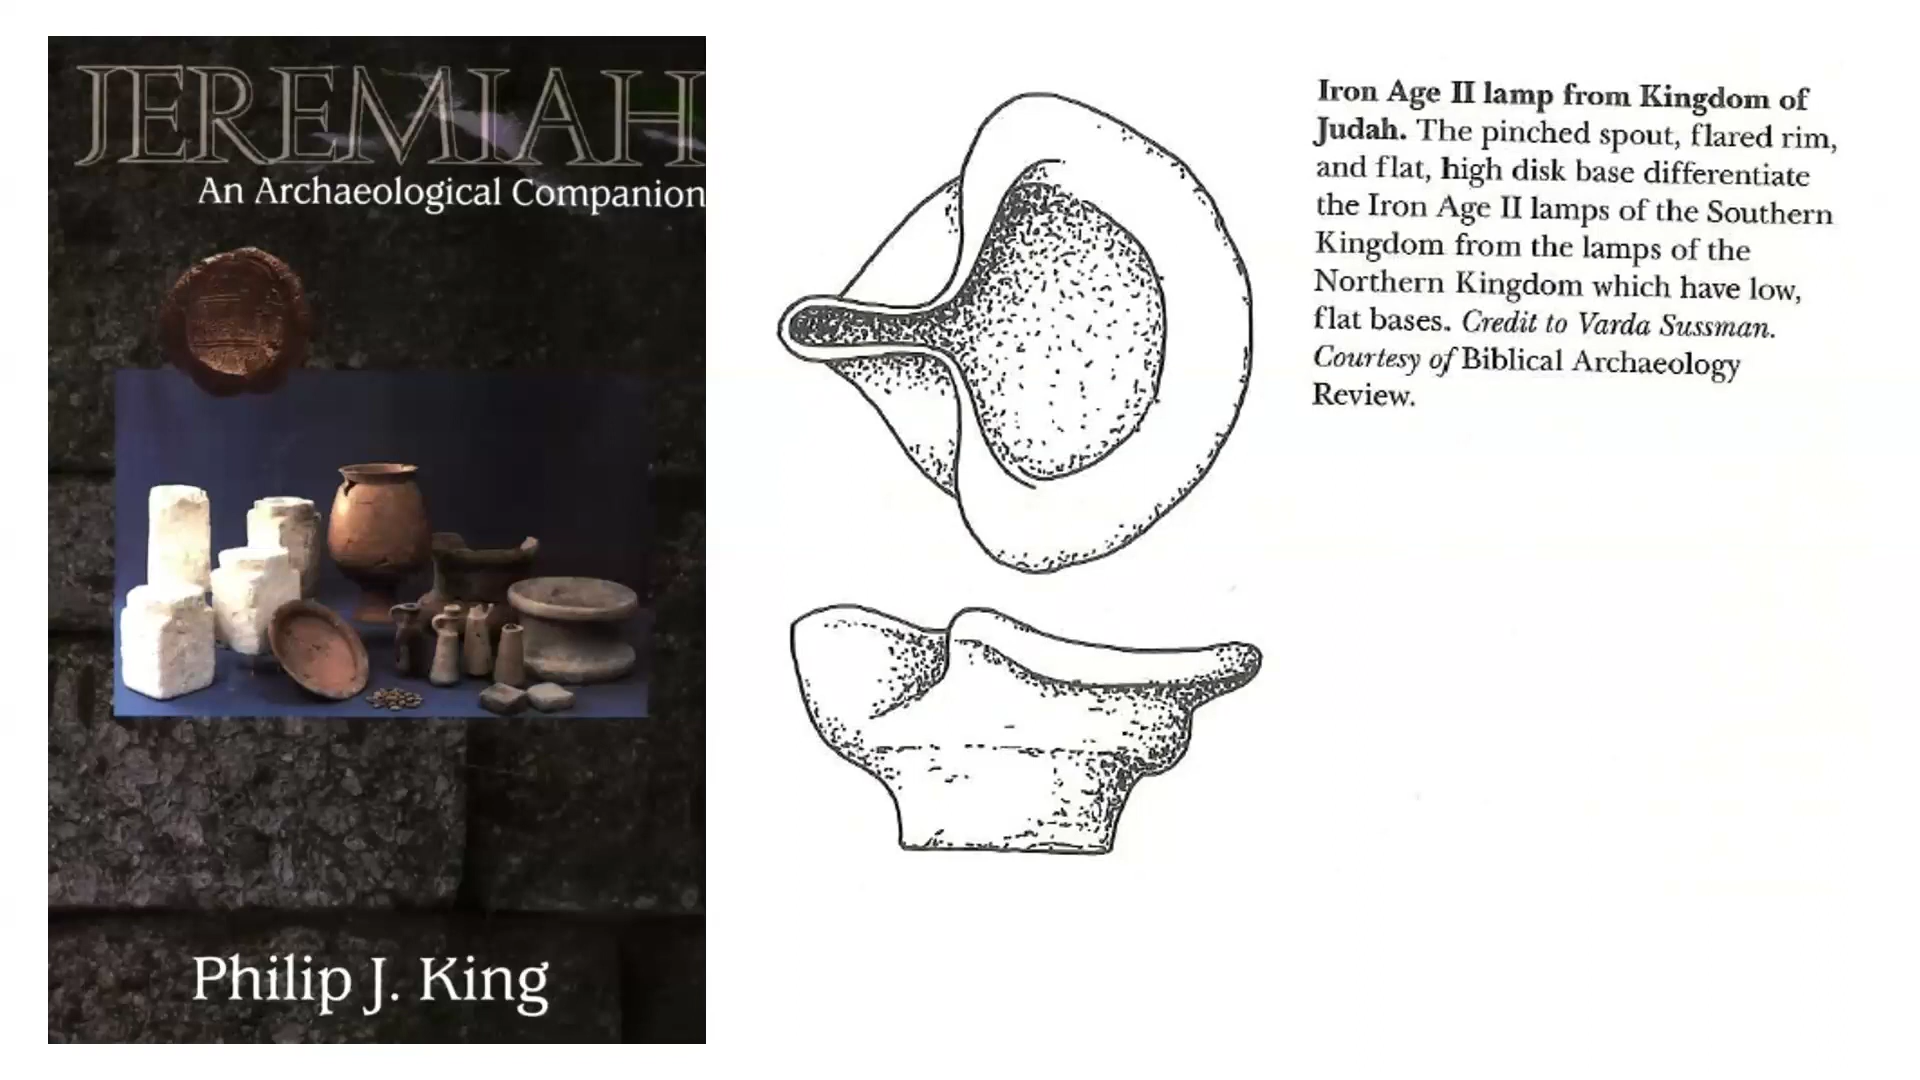 JEREMIAH
An Archaeological Companion
Philip J. King
Iron Age II lamp from Kingdom of
Judah. The pinched spout, flared rim,
and flat, high disk base differentiate
the Iron Age II lamps of the Southern
Kingdom from the lamps of the
Northern Kingdom which have low,
flat bases. Credit to Varda Sussman.
Courtesy of Biblical Archaeology
Review.